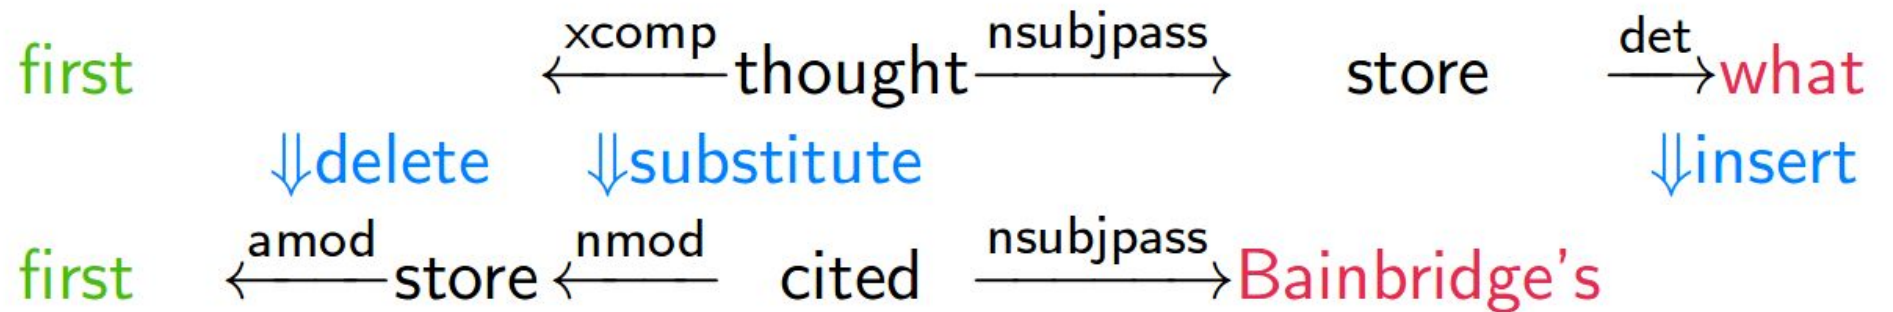 xcomp nsubjpass det
first thought store what
⇓delete ⇓substitute ⇓insert
amod nmod nsubjpass
first store cited Bainbridge's